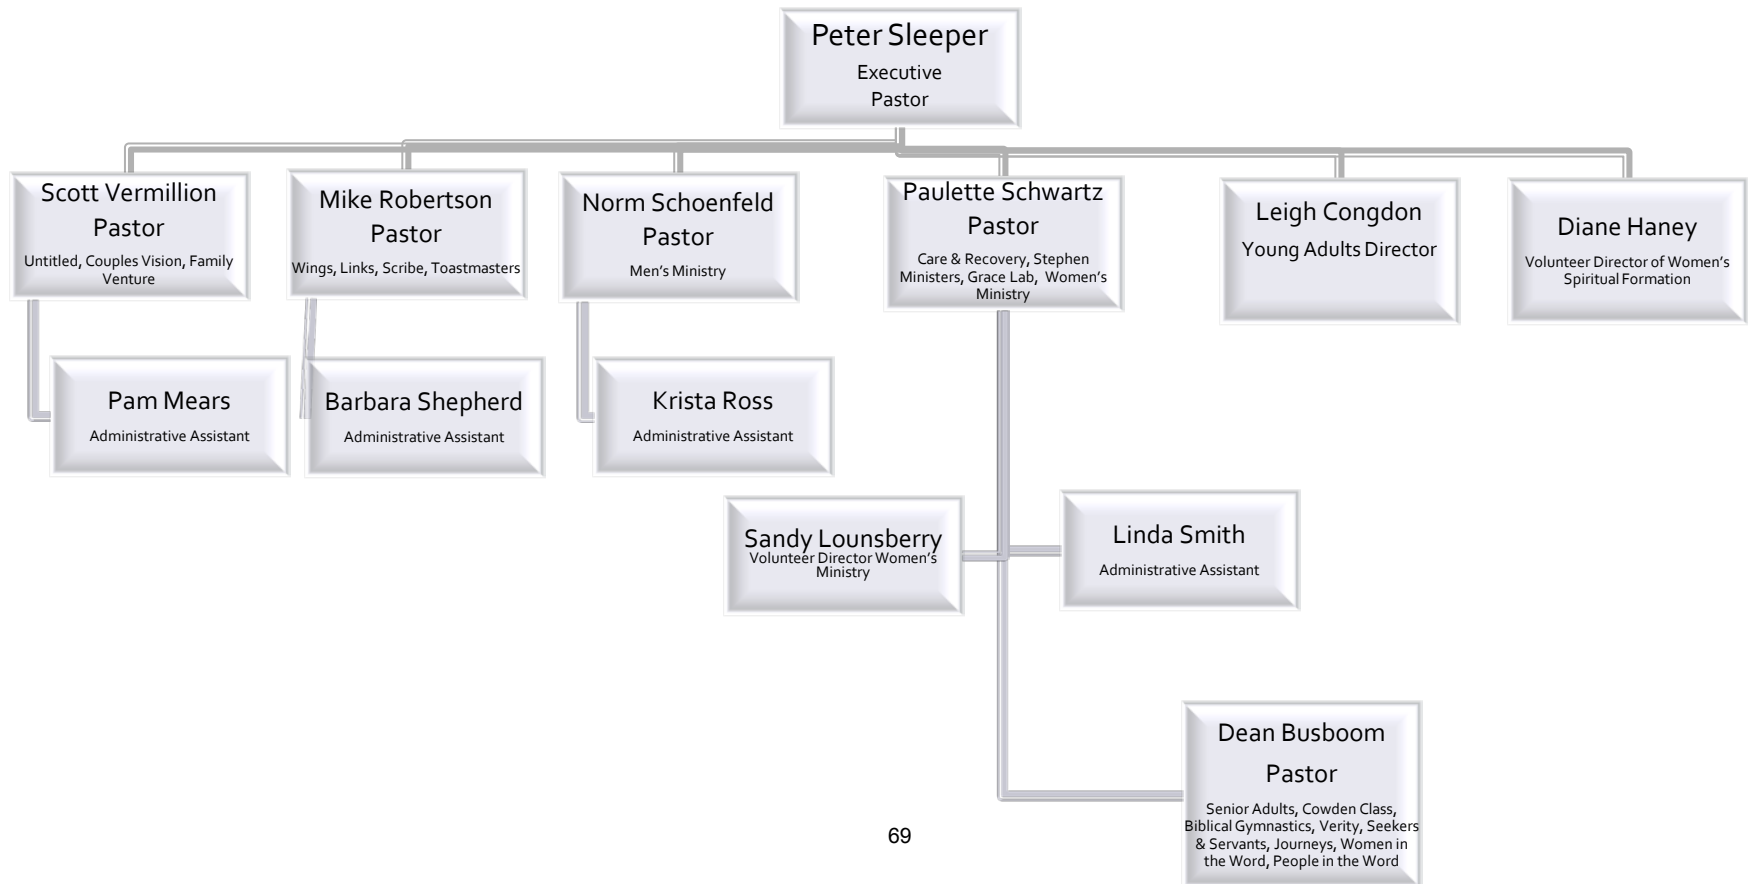 Peter Sleeper
Executive
Pastor
Scott Vermillion
Pastor
Untitled, Couples Vision, Family
Venture
Mike Robertson
Pastor
Wings, Links, Scribe, Toastmasters
Norm Schoenfeld
Pastor
Men's Ministry
Paulette Schwartz
Pastor
Care & Recovery, Stephen
Ministers, Grace Lab, Women's
Ministry
Leigh Congdon
Young Adults Director
Diane Haney
Volunteer Director of Women's
Spiritual Formation
Pam Mears
Administrative Assistant
Barbara Shepherd
Administrative Assistant
Krista Ross
Administrative Assistant
Sandy Lounsberry
Volunteer Director Women's
Ministry
Linda Smith
Administrative Assistant
Dean Busboom
Pastor
Senior Adults, Cowden Class,
Biblical Gymnastics, Verity, Seekers
& Servants, Journeys, Women in
the Word, People in the Word
69